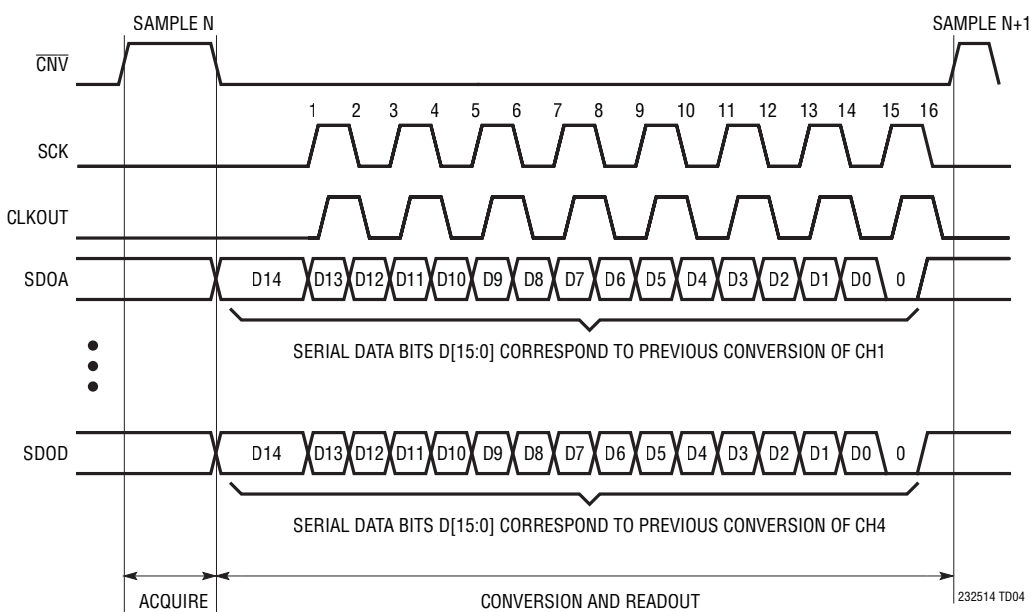 SAMPLE N SAMPLE N+1
CNV
1 2 3 4 5 6 7 8 9 10 11 12 13 14 15 16
SCK
CLKOUT
SDOA D14 D13 D12 D11 D10 D9 D8 D7 D6 D5 D4 D3 D2 D1 D0 0
SERIAL DATA BITS D[15:0] CORRESPOND TO PREVIOUS CONVERSION OF CH1
SDOD D14 D13 D12 D11 D10 D9 D8 D7 D6 D5 D4 D3 D2 D1 D0 0
SERIAL DATA BITS D[15:0] CORRESPOND TO PREVIOUS CONVERSION OF CH4
ACQUIRE CONVERSION AND READOUT 232514 TD04